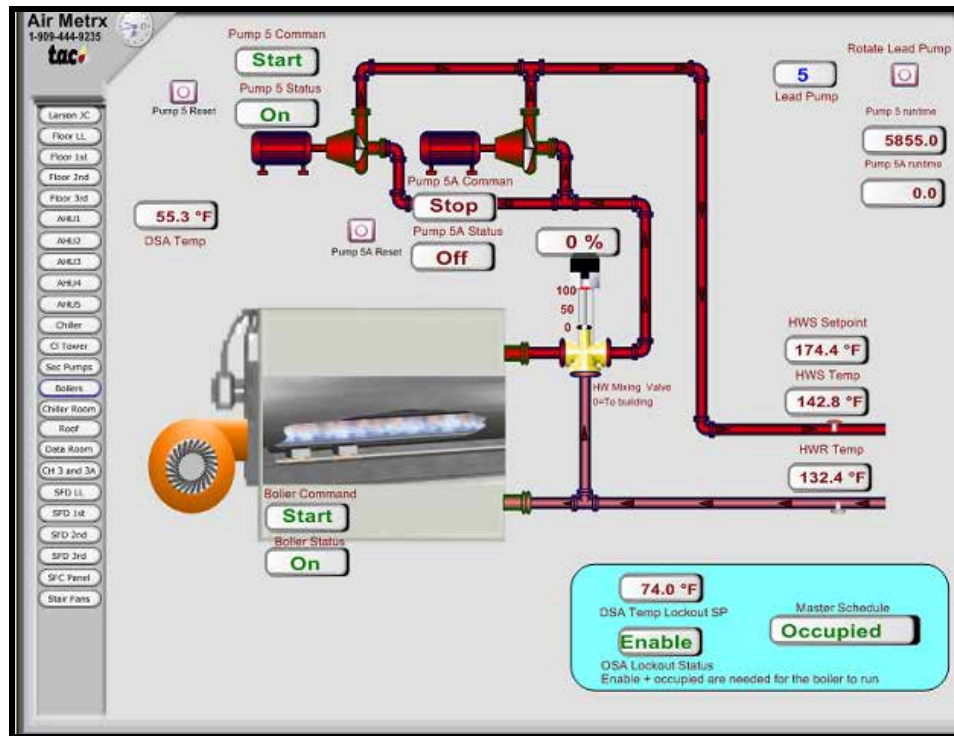 Air Metrx
1-909-444-9235
tac
Larson JC
Floor LL
Floor 1st
Floor 2nd
Floor 3rd
AHU1
AHU2
AHU3
AHU4
AHU5
Chiller
Cl Tower
Sec Pumps
Boilers
Chiller Room
Roof
Data Room
CH 3 and 3A
SFD LL
SFD 1st
SFD 2nd
SFD 3rd
SFC Panel
Stair Fans
Pump 5 Comman
Start
Pump 5 Status
On
Pump 5 Reset
55.3 °F
DSA Temp
Pump 5A Comman
Stop
Pump 5A Status
Off
Pump 5A Reset
0 %
100
50
0
HW Mixing Valve
0=To building
5
Lead Pump
Rotate Lead Pump
Pump 5 runtime
5855.0
Pump 5A runtime
0.0
HWS Setpoint
174.4 °F
HWS Temp
142.8 °F
HWR Temp
132.4 °F
Bolier Command
Start
Boiler Status
On
74.0 °F
DSA Temp Lockout SP
Enable
OSA Lockout Status
Enable + occupied are needed for the boiler to run
Master Schedule
Occupied